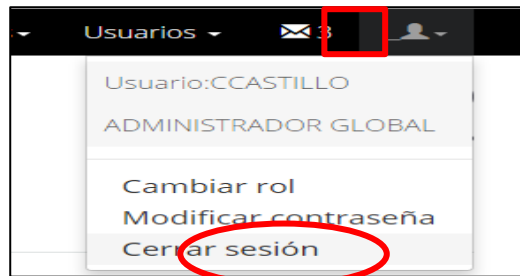 Usuarios 3
Usuario:CCASTILLO
ADMINISTRADOR GLOBAL
Cambiar rol
Modificar contraseña
Cerrar sesión